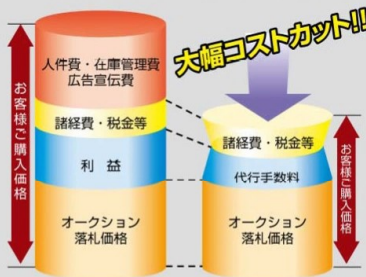 大幅コストカット!!
お客様ご購入価格
人件費・在庫管理費
広告宣伝費
諸経費・税金等
利　益
オークション
落札価格
諸経費・税金等
代行手数料
オークション
落札価格
お客様ご購入価格